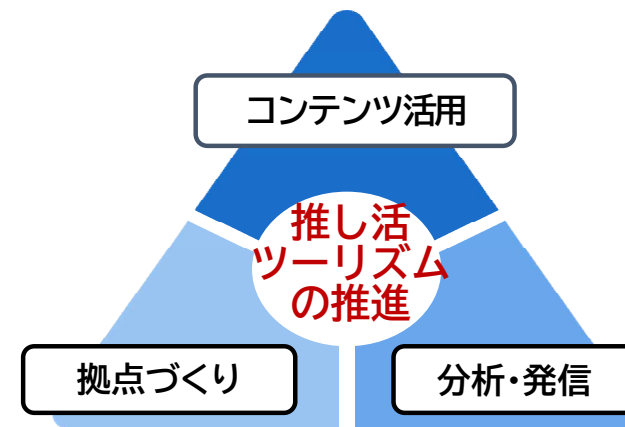 コンテンツ活用
推し活
ツーリズム
の推進
拠点づくり
分析・発信